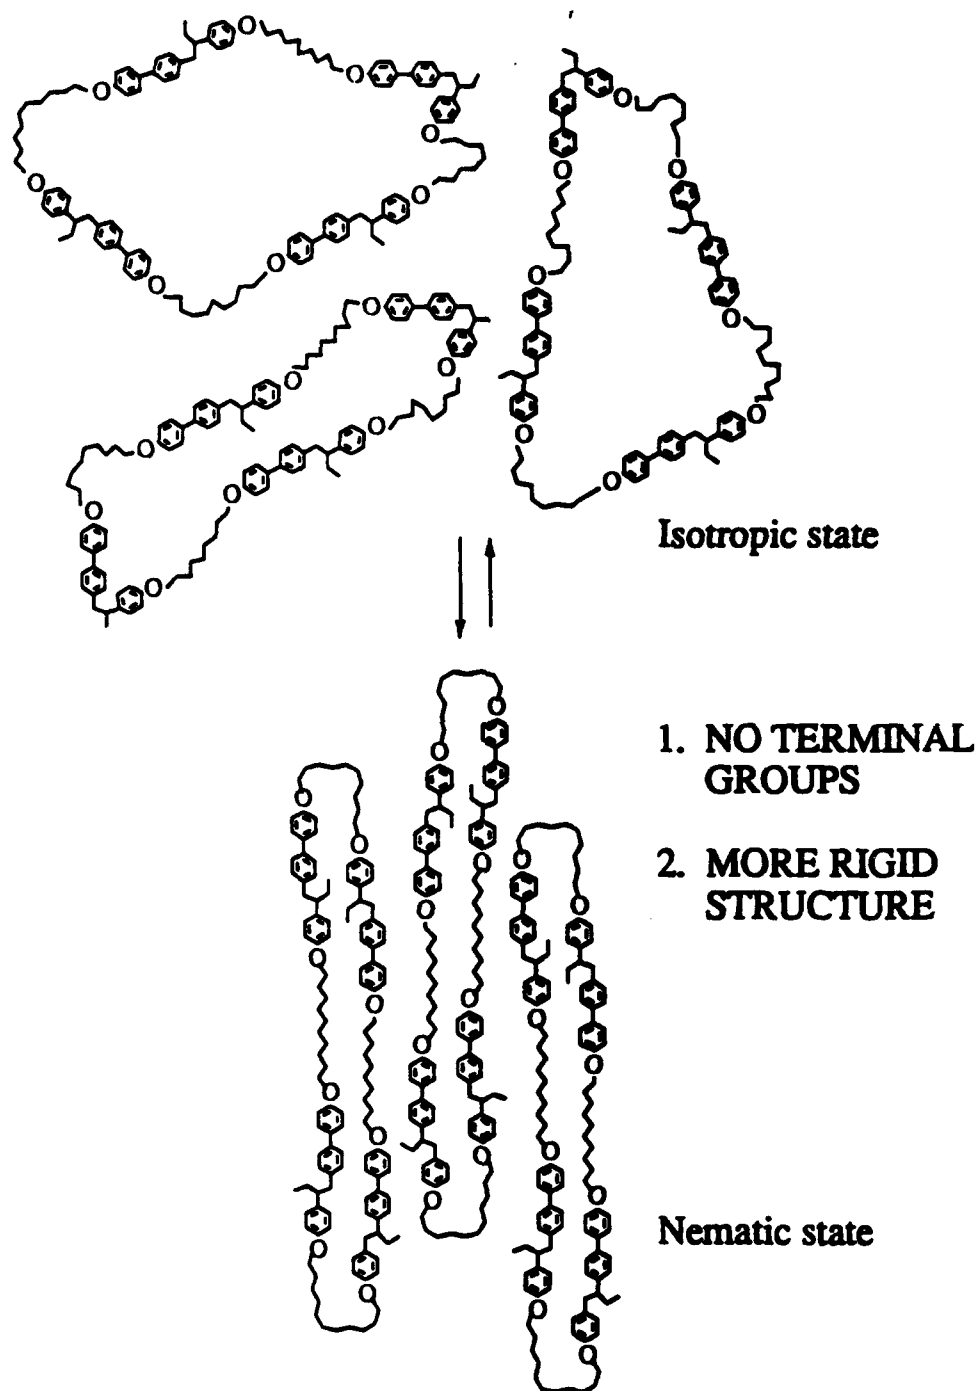 Isotropic state
1. NO TERMINAL
GROUPS
2. MORE RIGID
STRUCTURE
Nematic state